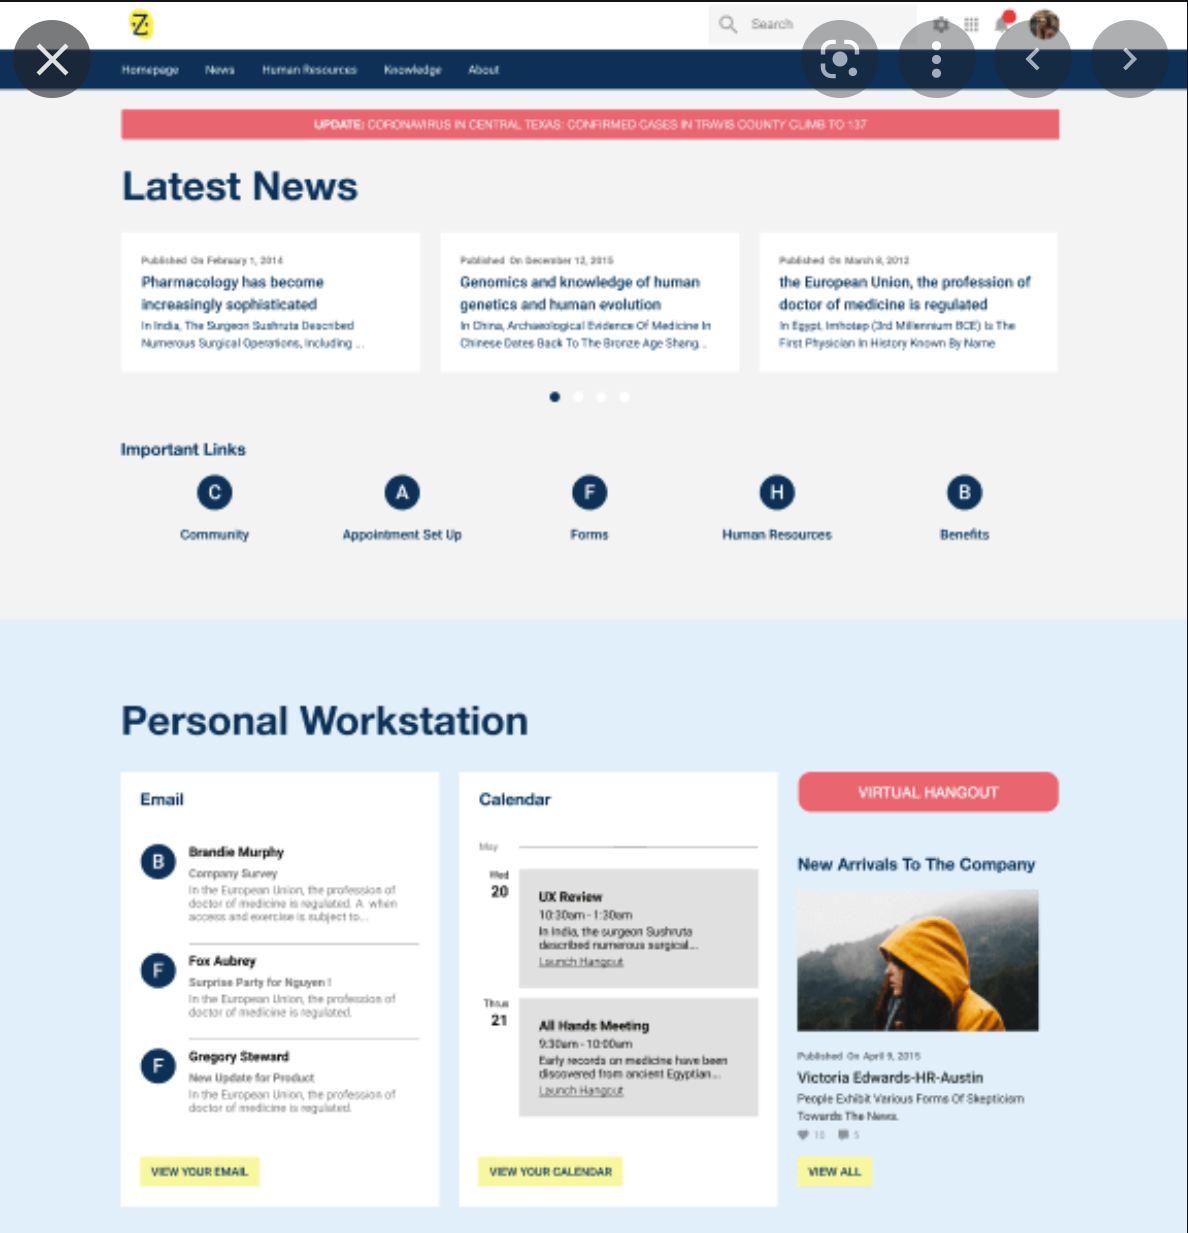 Z
Search
Homepage News Human Resources Knowledge About
UPDATE: CORONAVIRUS IN CENTRAL TEXAS: CONFIRMED CASES IN TRAVIS COUNTY CLIMB TO 137
Latest News
Published On February 1, 2014
Pharmacology has become
increasingly sophisticated
In India, The Surgeon Sushruta Described
Numerous Surgical Operations, Including ...
Published On December 12, 2015
Genomics and knowledge of human
genetics and human evolution
In China, Archaeological Evidence Of Medicine In
Chinese Dates Back To The Bronze Age Shang...
Published On March 8, 2012
the European Union, the profession of
doctor of medicine is regulated
In Egypt, Imhotep (3rd Millennium BCE) Is The
First Physician In History Known By Name
Important Links
C A F H B
Community Appointment Set Up Forms Human Resources Benefits
Personal Workstation
Email
B
Brandie Murphy
Company Survey
In the European Union, the profession of
doctor of medicine is regulated. A. when
access and exercise is subject to...
F
Fox Aubrey
Surprise Party for Nguyen !
In the European Union, the profession of
doctor of medicine is regulated.
F
Gregory Steward
New Update for Product
In the European Union, the profession of
doctor of medicine is regulated.
VIEW YOUR EMAIL
Calendar
May
Wed
20
UX Review
10:30am - 1:30am
In India, the surgeon Sushruta
described numerous surgical...
Launch Hangout
Thrus
21
All Hands Meeting
9:30am - 10:00am
Early records on medicine have been
discovered from ancient Egyptian...
Launch Hangout
VIEW YOUR CALENDAR
VIRTUAL HANGOUT
New Arrivals To The Company
Published On April 9, 2015
Victoria Edwards-HR-Austin
People Exhibit Various Forms Of Skepticism
Towards The News.
10 5
VIEW ALL